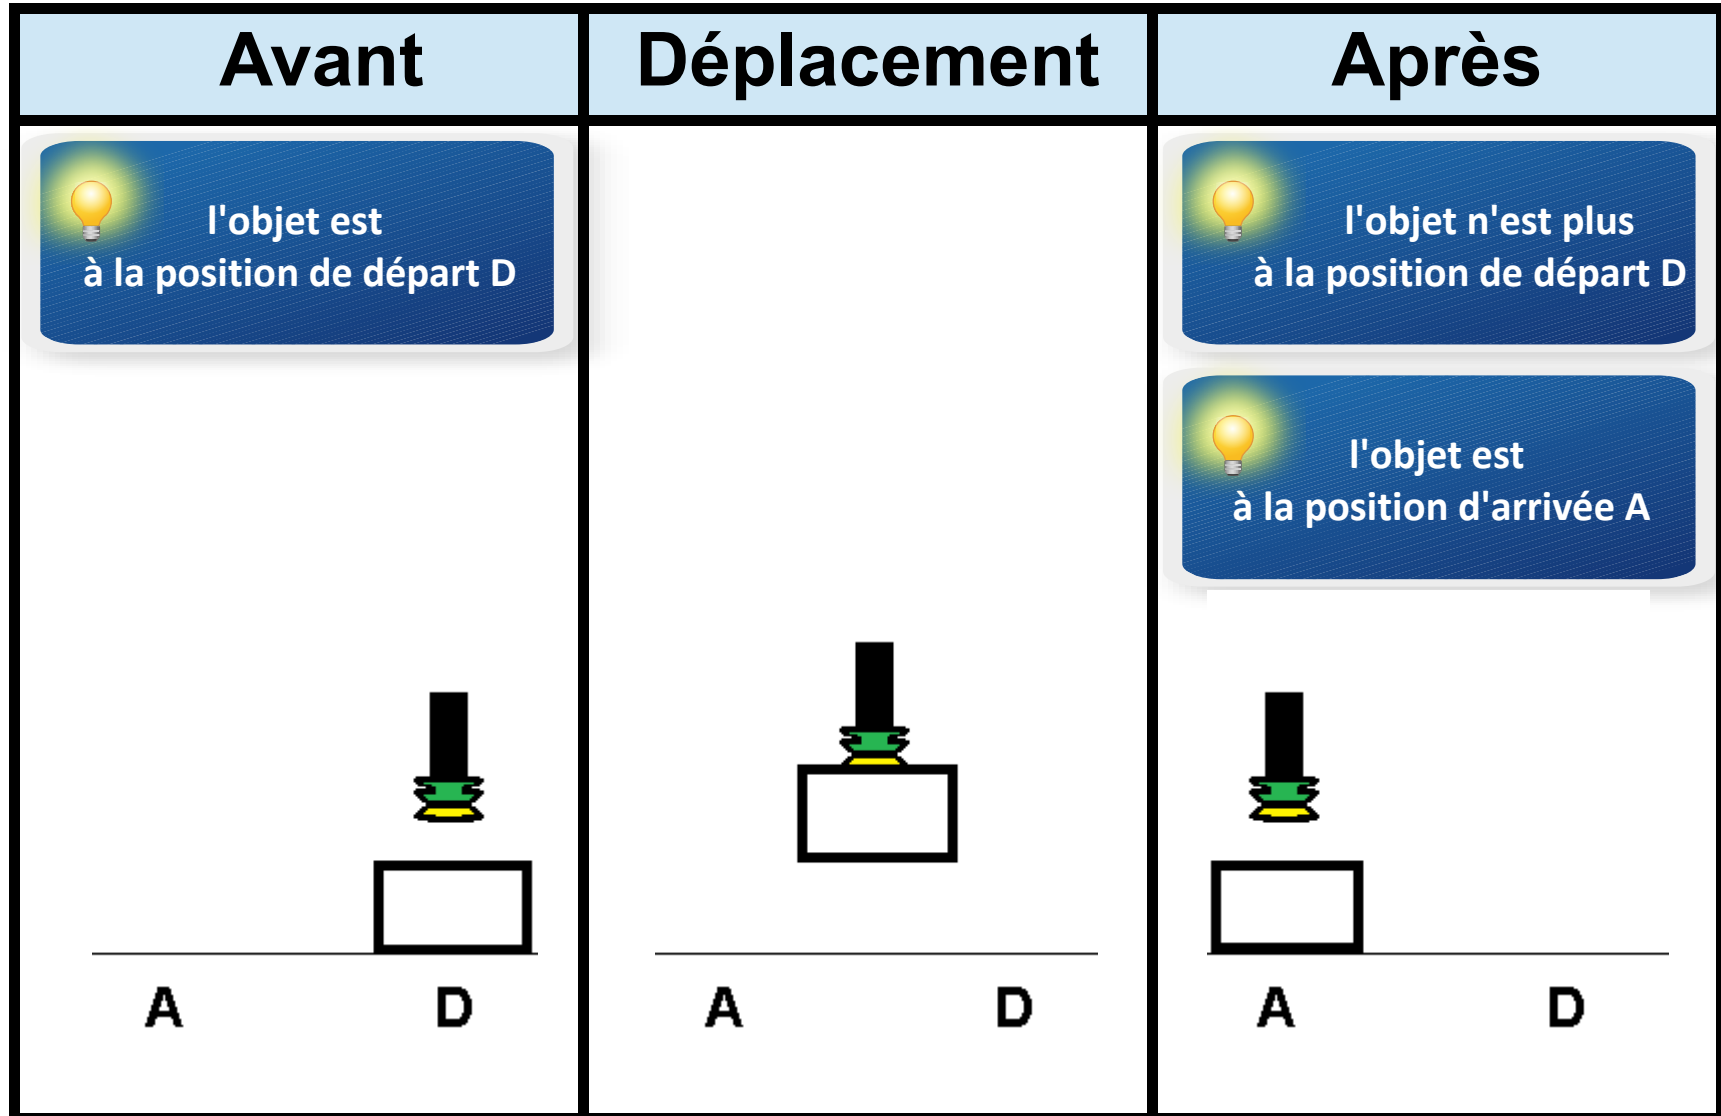 Avant
Déplacement
Après
l'objet est
à la position de départ D
l'objet n'est plus
à la position de départ D
l'objet est
à la position d'arrivée A
A D
A D
A D